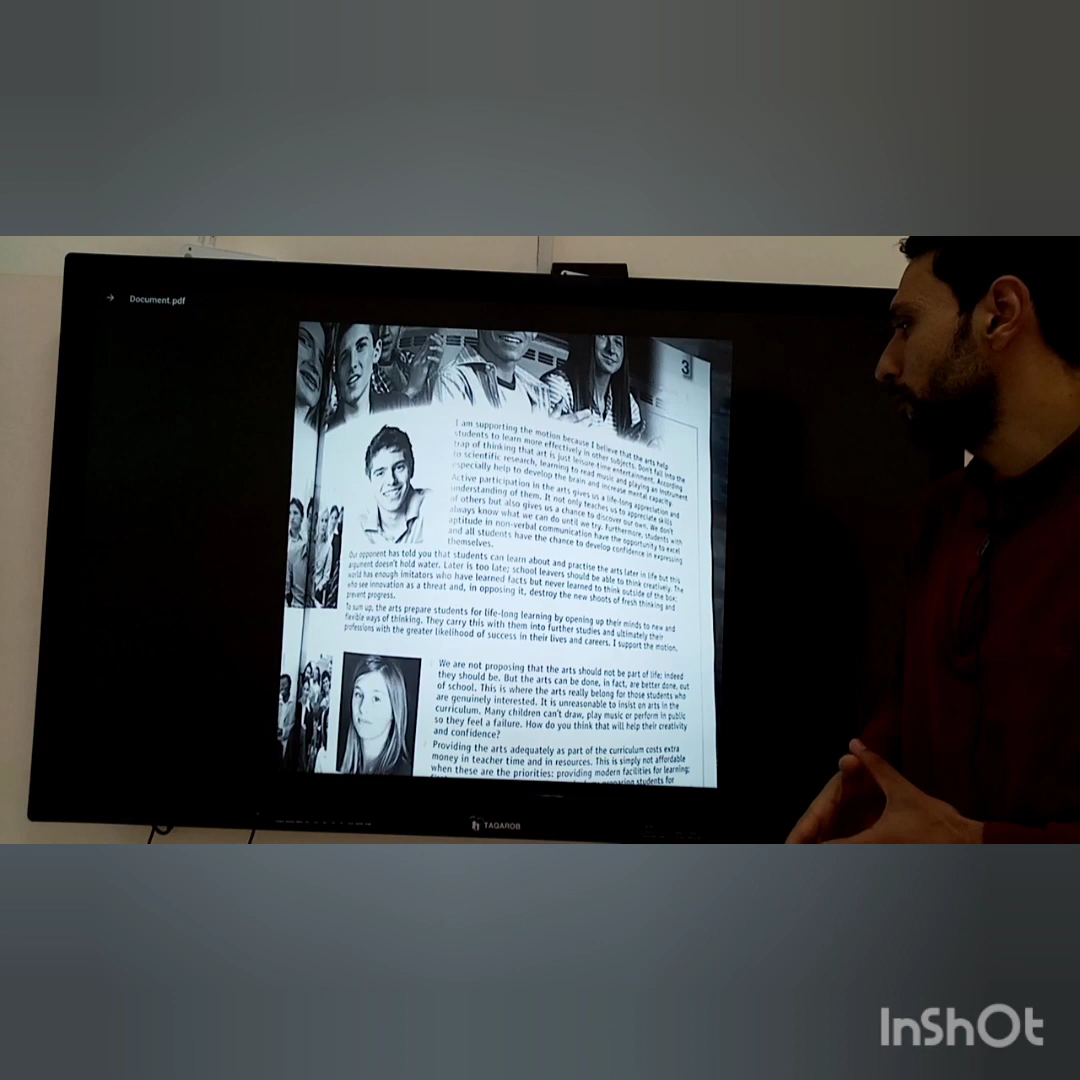 → Document.pdf
3
I am supporting the motion because I believe that the arts help
students to learn more effectively in other subjects. Don't fall into the
trap of thinking that art is just leisure-time entertainment. According
to scientific research, learning to read music and playing an instrument
especially help to develop the brain and increase mental capacity.
Active participation in the arts gives us a life-long appreciation and
understanding of them. It not only teaches us to appreciate skills
of others but also gives us a chance to discover our own. We don't
always know what we can do until we try. Furthermore, students with
aptitude in non-verbal communication have the opportunity to excel
and all students have the chance to develop confidence in expressing
themselves.
Our opponent has told you that students can learn about and practise the arts later in life but this
argument doesn't hold water. Later is too late; school leavers should be able to think creatively. The
world has enough imitators who have learned facts but never learned to think outside of the box;
who see innovation as a threat and, in opposing it, destroy the new shoots of fresh thinking and
prevent progress.
To sum up, the arts prepare students for life-long learning by opening up their minds to new and
flexible ways of thinking. They carry this with them into further studies and ultimately their
professions with the greater likelihood of success in their lives and careers. I support the motion.
We are not proposing that the arts should not be part of life; indeed
they should be. But the arts can be done, in fact, are better done, out
of school. This is where the arts really belong for those students who
are genuinely interested. It is unreasonable to insist on arts in the
curriculum. Many children can't draw, play music or perform in public
so they feel a failure. How do you think that will help their creativity
and confidence?
Providing the arts adequately as part of the curriculum costs extra
money in teacher time and in resources. This is simply not affordable
when these are the priorities: providing modern facilities for learning;
preparing students for
TAQAROB
InShOt